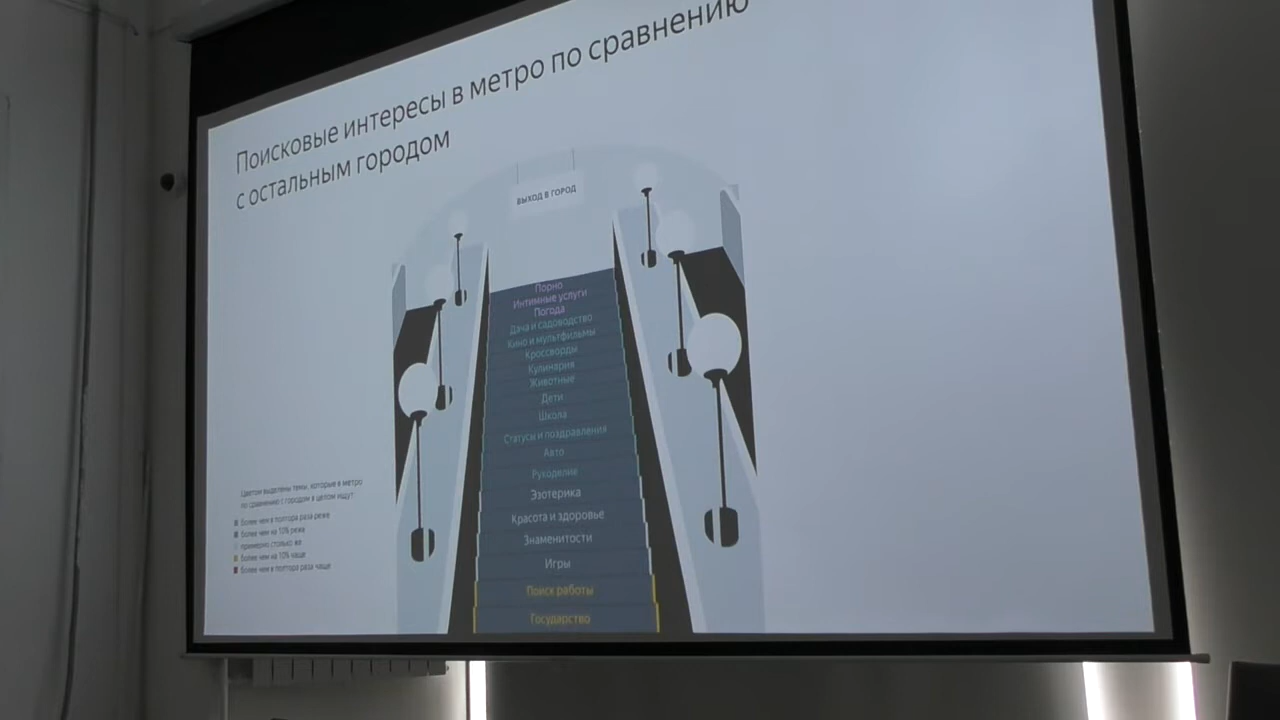 Поисковые интересы в метро по сравнению
с остальным городом
ВЫХОД В ГОРОД
Порно
Интимные услуги
Погода
Дача и садоводство
Кино и мультфильмы
Кроссворды
Кулинария
Животные
Дети
Школа
Статусы и поздравления
Авто
Рукоделие
Эзотерика
Красота и здоровье
Знаменитости
Игры
Поиск работы
Государство
Цветом выделены темы, которые в метро
по сравнению с городом в целом ищут:
более чем в полтора раза реже
более чем на 10% реже
примерно столько же
более чем на 10% чаще
более чем в полтора раза чаще